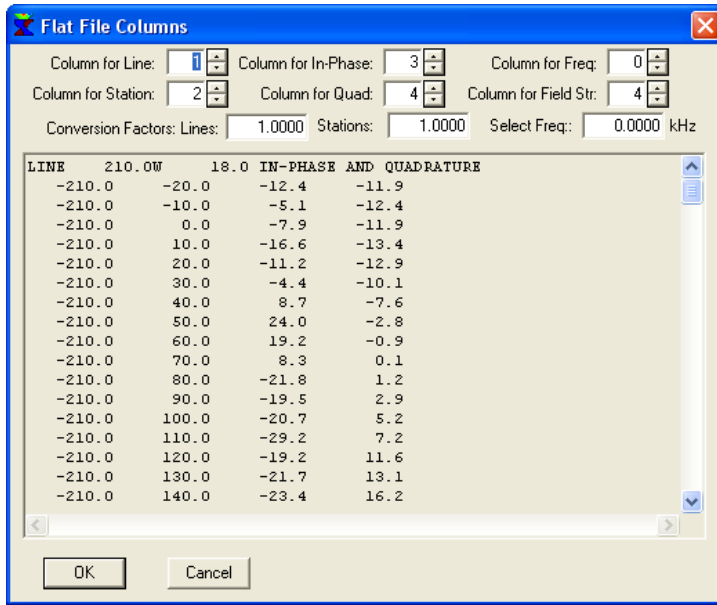 Flat File Columns
Column for Line: 1 Column for In-Phase: 3 Column for Freq: 0
Column for Station: 2 Column for Quad: 4 Column for Field Str: 4
Conversion Factors: Lines: 1.0000 Stations: 1.0000 Select Freq:: 0.0000 kHz
LINE 210.0W 18.0 IN-PHASE AND QUADRATURE
-210.0 -20.0 -12.4 -11.9
-210.0 -10.0 -5.1 -12.4
-210.0 0.0 -7.9 -11.9
-210.0 10.0 -16.6 -13.4
-210.0 20.0 -11.2 -12.9
-210.0 30.0 -4.4 -10.1
-210.0 40.0 8.7 -7.6
-210.0 50.0 24.0 -2.8
-210.0 60.0 19.2 -0.9
-210.0 70.0 8.3 0.1
-210.0 80.0 -21.8 1.2
-210.0 90.0 -19.5 2.9
-210.0 100.0 -20.7 5.2
-210.0 110.0 -29.2 7.2
-210.0 120.0 -19.2 11.6
-210.0 130.0 -21.7 13.1
-210.0 140.0 -23.4 16.2
OK Cancel